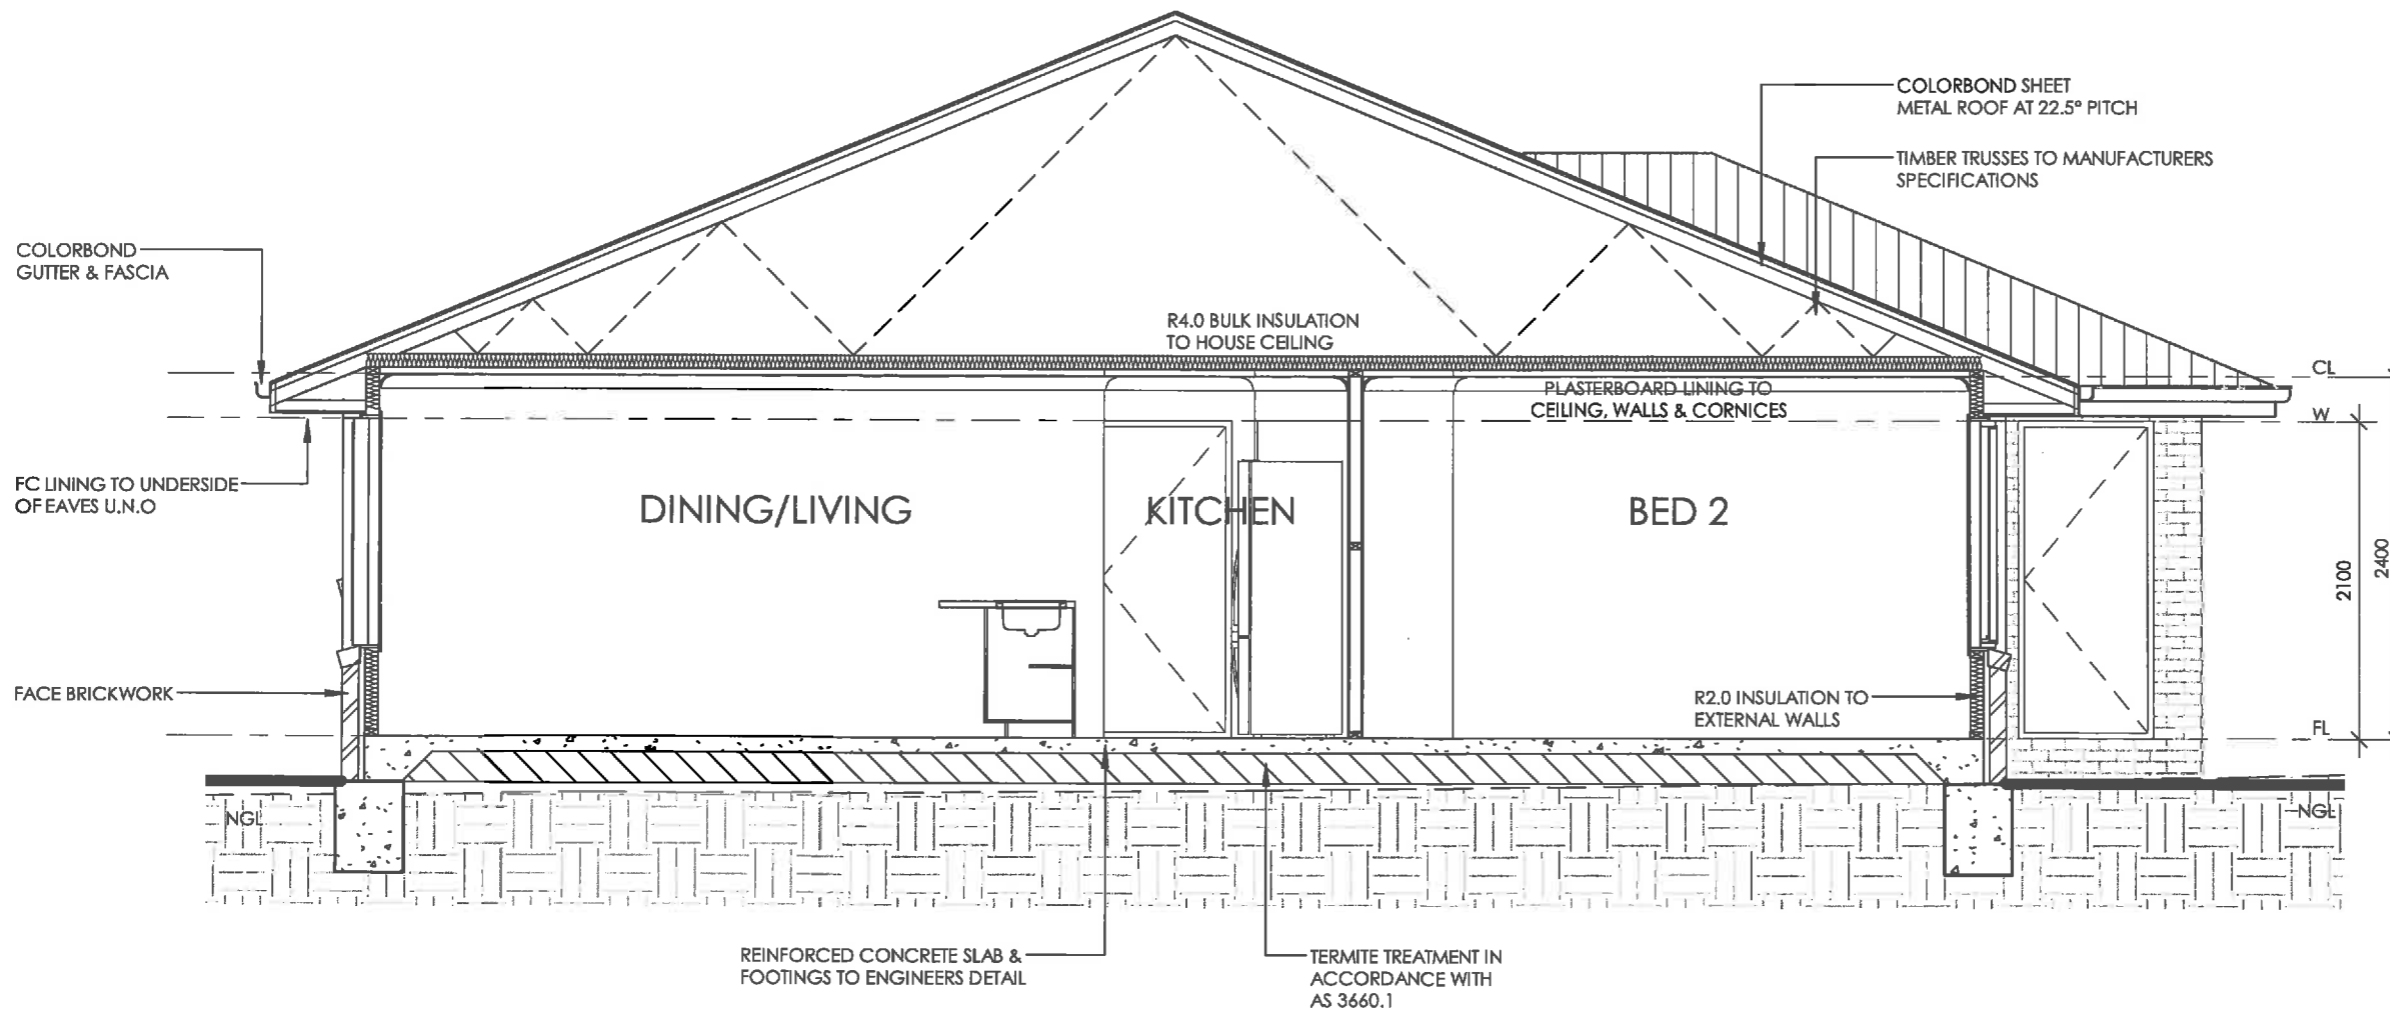 COLORBOND SHEET
METAL ROOF AT 22.5° PITCH
TIMBER TRUSSES TO MANUFACTURERS
SPECIFICATIONS
COLORBOND
GUTTER & FASCIA
R4.0 BULK INSULATION
TO HOUSE CEILING
CL
PLASTERBOARD LINING TO
CEILING, WALLS & CORNICES
W
FC LINING TO UNDERSIDE
OF EAVES U.N.O
DINING/LIVING
KITCHEN
BED 2
2100
2400
FACE BRICKWORK
R2.0 INSULATION TO
EXTERNAL WALLS
FL
NGL
NGL
REINFORCED CONCRETE SLAB &
FOOTINGS TO ENGINEERS DETAIL
TERMITE TREATMENT IN
ACCORDANCE WITH
AS 3660.1